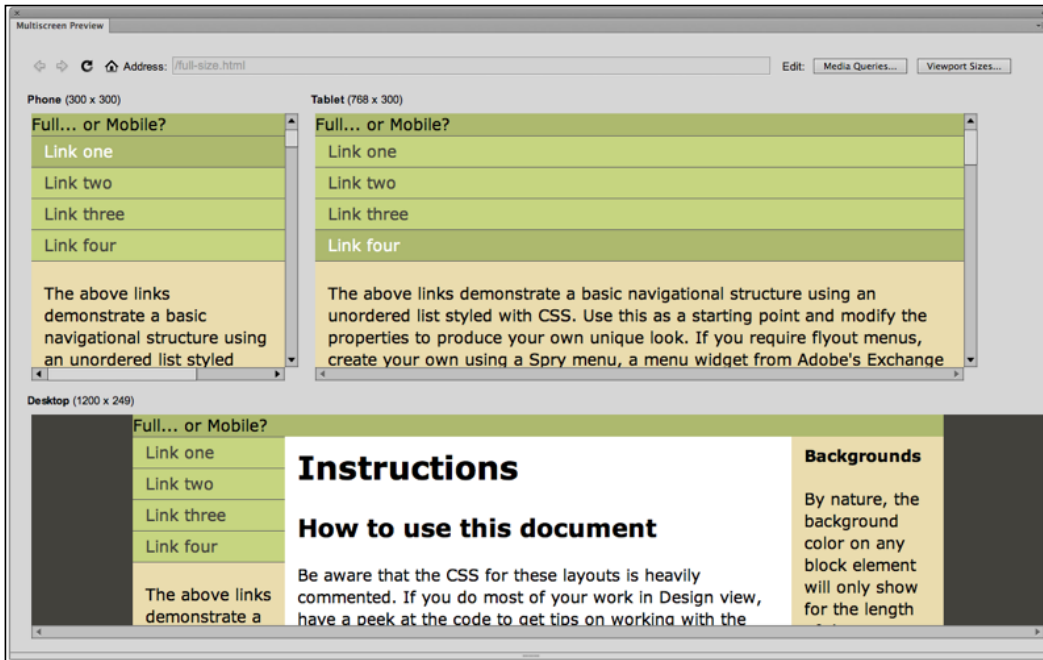 Multiscreen Preview
Address: /full-size.html
Edit: Media Queries... Viewport Sizes...
Phone (300 x 300)
Full... or Mobile?
Link one
Link two
Link three
Link four
The above links
demonstrate a basic
navigational structure using
an unordered list styled
Tablet (768 x 300)
Full... or Mobile?
Link one
Link two
Link three
Link four
The above links demonstrate a basic navigational structure using an
unordered list styled with CSS. Use this as a starting point and modify the
properties to produce your own unique look. If you require flyout menus,
create your own using a Spry menu, a menu widget from Adobe's Exchange
Desktop (1200 x 249)
Full... or Mobile?
Link one
Link two
Link three
Link four
The above links
demonstrate a
Instructions
How to use this document
Be aware that the CSS for these layouts is heavily
commented. If you do most of your work in Design view,
have a peek at the code to get tips on working with the
Backgrounds
By nature, the
background
color on any
block element
will only show
for the length